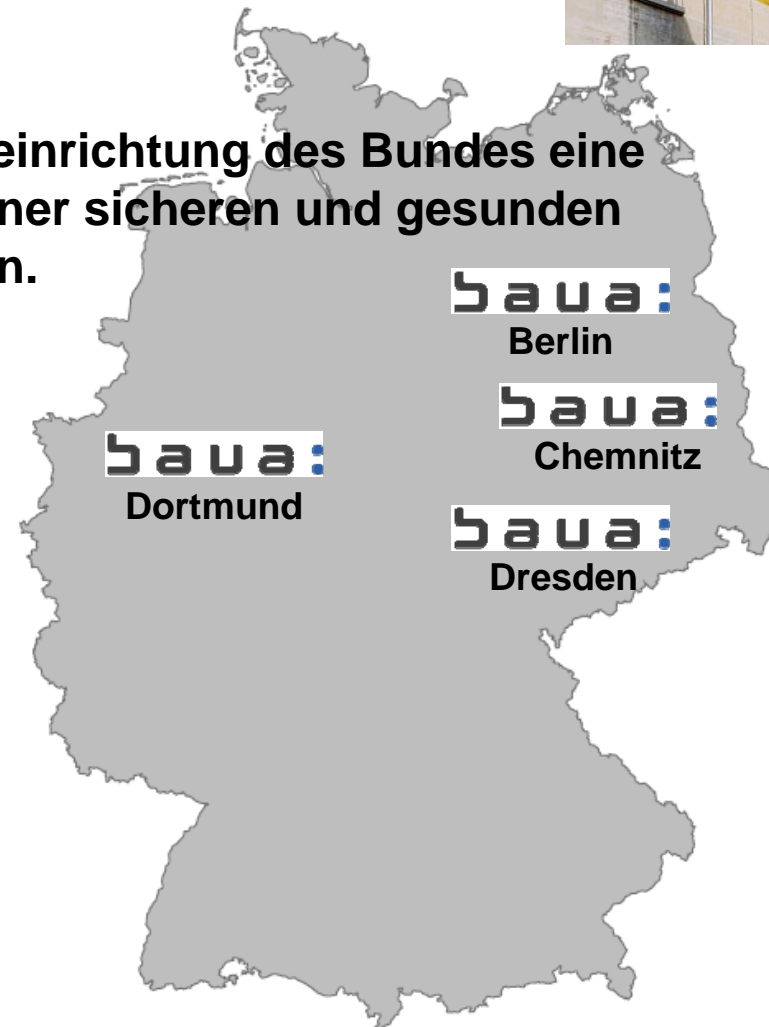 einrichtung des Bundes eine
ner sicheren und gesunden
n.
baua:
Berlin
baua:
Chemnitz
baua:
Dortmund
baua:
Dresden